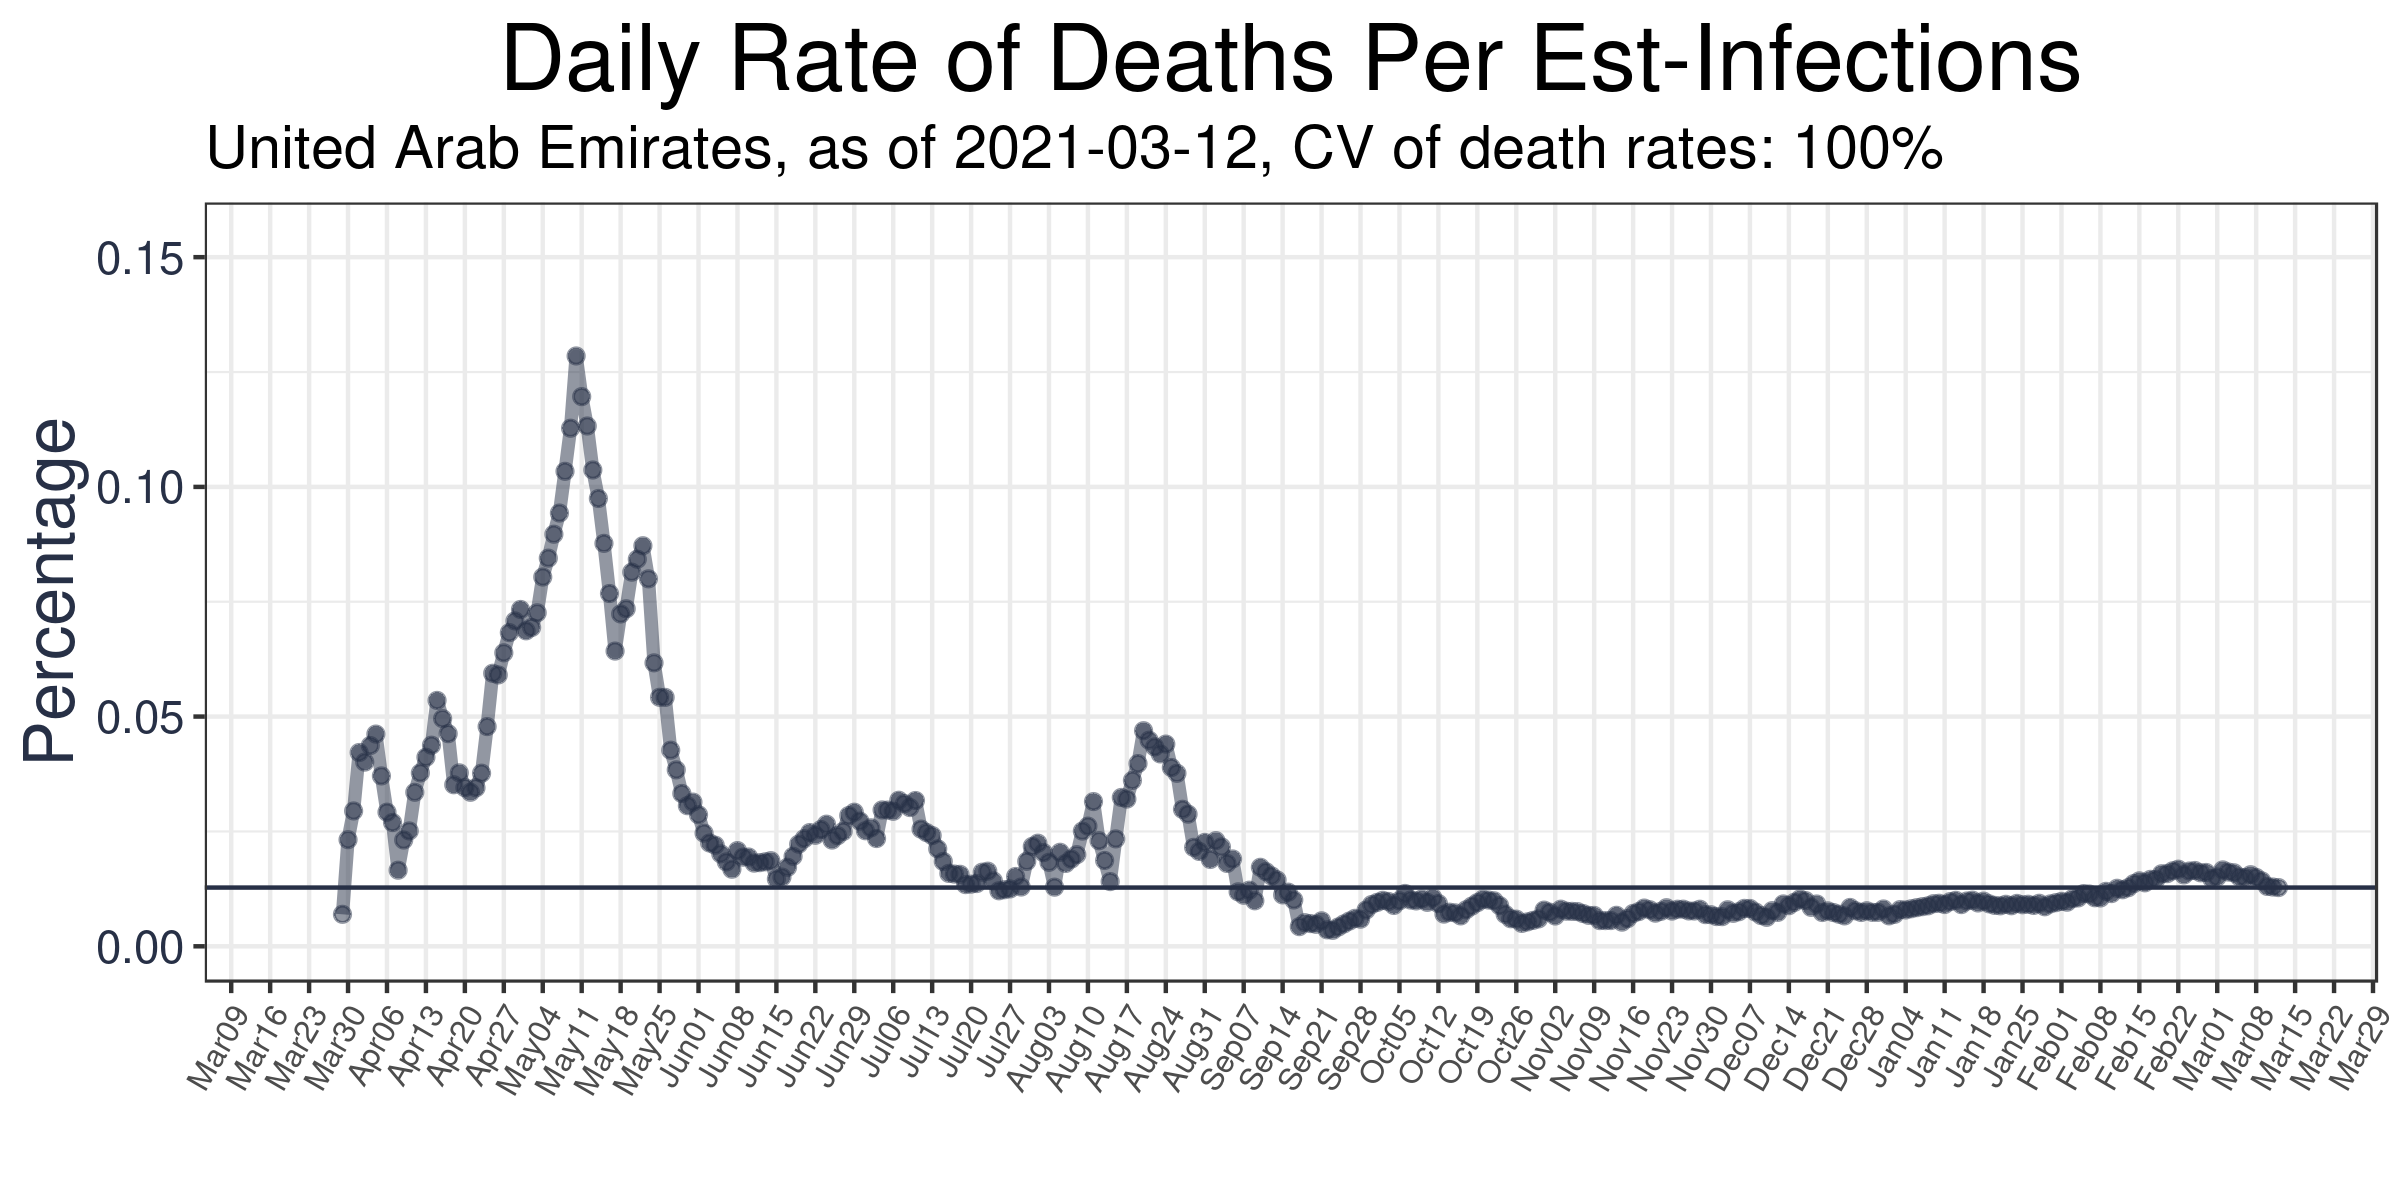 Daily Rate of Deaths Per Est-Infections
United Arab Emirates, as of 2021-03-12, CV of death rates: 100%
Percentage
0.15
0.10
0.05
0.00
Mar09
Mar16
Mar23
Mar30
Apr06
Apr13
Apr20
Apr27
May04
May11
May18
May25
Jun01
Jun08
Jun15
Jun22
Jun29
Jul06
Jul13
Jul20
Jul27
Aug03
Aug10
Aug17
Aug24
Aug31
Sep07
Sep14
Sep21
Sep28
Oct05
Oct12
Oct19
Oct26
Nov02
Nov09
Nov16
Nov23
Nov30
Dec07
Dec14
Dec21
Dec28
Jan04
Jan11
Jan18
Jan25
Feb01
Feb08
Feb15
Feb22
Mar01
Mar08
Mar15
Mar22
Mar29